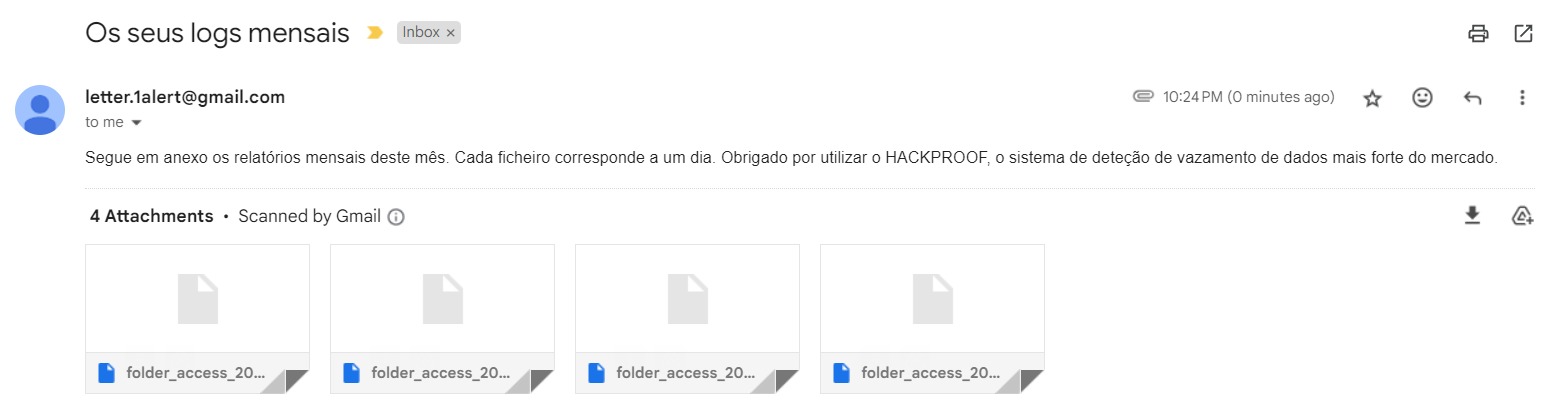 Os seus logs mensais Inbox ×
letter.1alert@gmail.com 10:24 PM (0 minutes ago)
to me
Segue em anexo os relatórios mensais deste mês. Cada ficheiro corresponde a um dia. Obrigado por utilizar o HACKPROOF, o sistema de deteção de vazamento de dados mais forte do mercado.
4 Attachments • Scanned by Gmail
folder_access_20... folder_access_20... folder_access_20... folder_access_20...